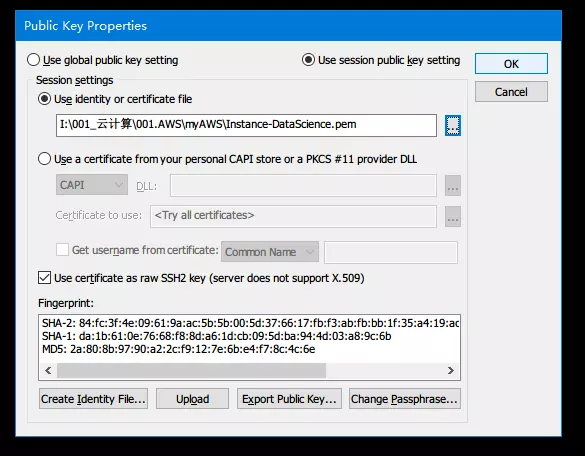 Public Key Properties
Use global public key setting
Use session public key setting
OK
Session settings
Cancel
Use identity or certificate file
I:\001_云计算\001.AWS\myAWS\Instance-DataScience.pem
...
Use a certificate from your personal CAPI store or a PKCS #11 provider DLL
CAPI
DLL:
...
Certificate to use:
<Try all certificates>
...
Get username from certificate:
Common Name
Use certificate as raw SSH2 key (server does not support X.509)
Fingerprint:
SHA-2: 84:fc:3f:4e:09:61:9a:ac:5b:5b:00:5d:37:66:17:fb:f3:ab:fb:bb:1f:35:a4:19:ac
SHA-1: da:1b:61:0e:76:68:f8:8d:a6:1d:cb:09:5d:ba:94:4d:03:a8:9c:6b
MD5: 2a:80:8b:97:90:a2:2c:f9:12:7e:6b:e4:f7:8c:4c:6e
Create Identity File...
Upload
Export Public Key...
Change Passphrase...